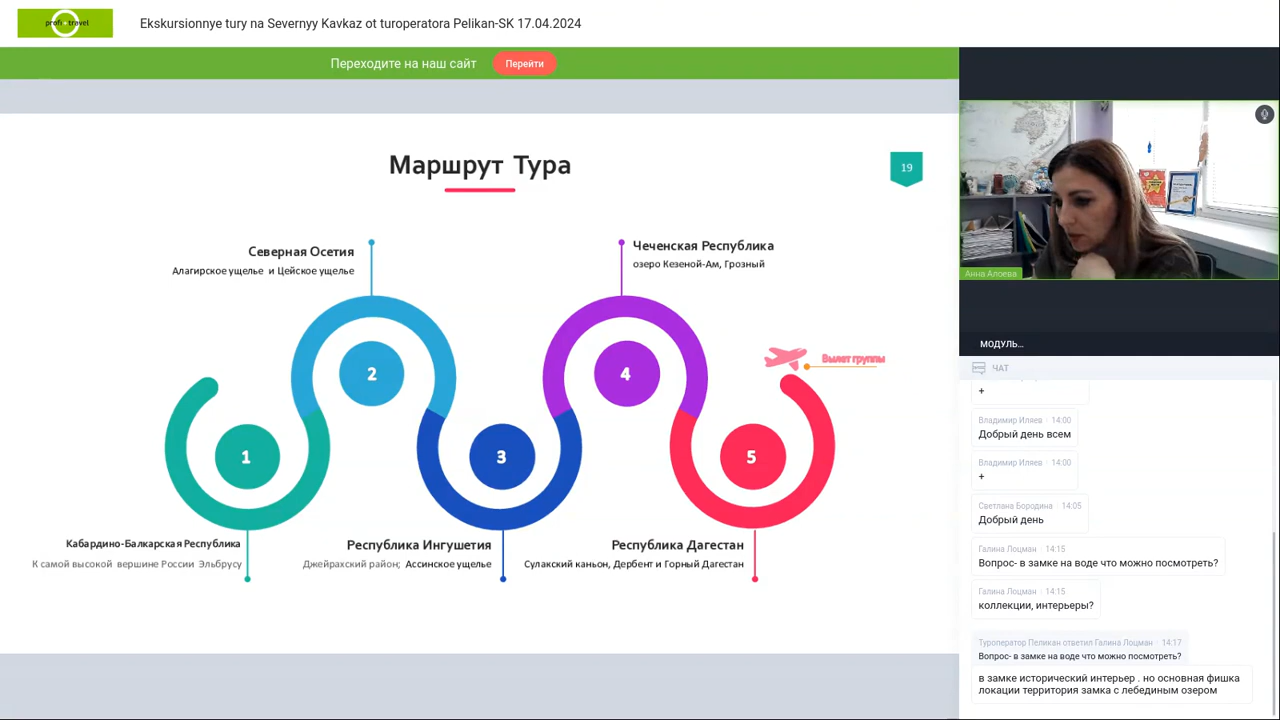 profi travel
Ekskursionnye tury na Severnyy Kavkaz ot turoperatora Pelikan-SK 17.04.2024
Переходите на наш сайт
Перейти
Маршрут Тура
19
Северная Осетия
Алагирское ущелье и Цейское ущелье
Чеченская Республика
озеро Кезеной-Ам, Грозный
Вылет группы
2
4
1
3
5
Кабардино-Балкарская Республика
К самой высокой вершине России Эльбрусу
Республика Ингушетия
Джейрахский район; Ассинское ущелье
Республика Дагестан
Сулакский каньон, Дербент и Горный Дагестан
Анна Алоева
МОДУЛЬ...
ЧАТ
+
Владимир Иляев · 14:00
Добрый день всем
Владимир Иляев · 14:00
+
Светлана Бородина · 14:05
Добрый день
Галина Лоцман · 14:15
Вопрос- в замке на воде что можно посмотреть?
Галина Лоцман · 14:15
коллекции, интерьеры?
Туроператор Пеликан ответил Галина Лоцман · 14:17
Вопрос- в замке на воде что можно посмотреть?
в замке исторический интерьер . но основная фишка
локации территория замка с лебединым озером